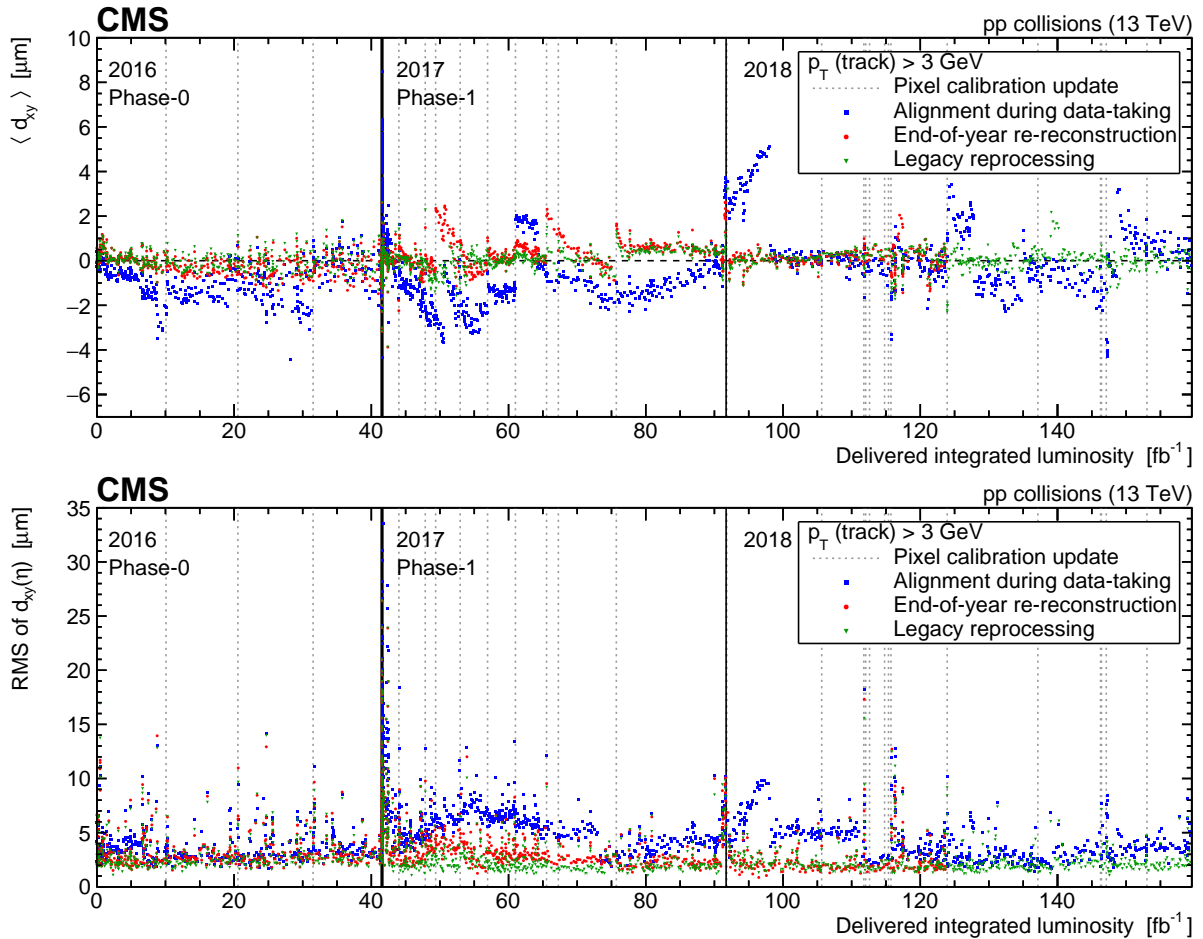 CMS
pp collisions (13 TeV)
⟨ d_xy ⟩ [μm]
10
8
6
4
2
0
−2
−4
−6
2016
Phase-0
2017
Phase-1
2018
p_T (track) > 3 GeV
Pixel calibration update
Alignment during data-taking
End-of-year re-reconstruction
Legacy reprocessing
0 20 40 60 80 100 120 140
Delivered integrated luminosity [fb⁻¹]
CMS
pp collisions (13 TeV)
RMS of d_xy(η) [μm]
35
30
25
20
15
10
5
0
2016
Phase-0
2017
Phase-1
2018
p_T (track) > 3 GeV
Pixel calibration update
Alignment during data-taking
End-of-year re-reconstruction
Legacy reprocessing
0 20 40 60 80 100 120 140
Delivered integrated luminosity [fb⁻¹]